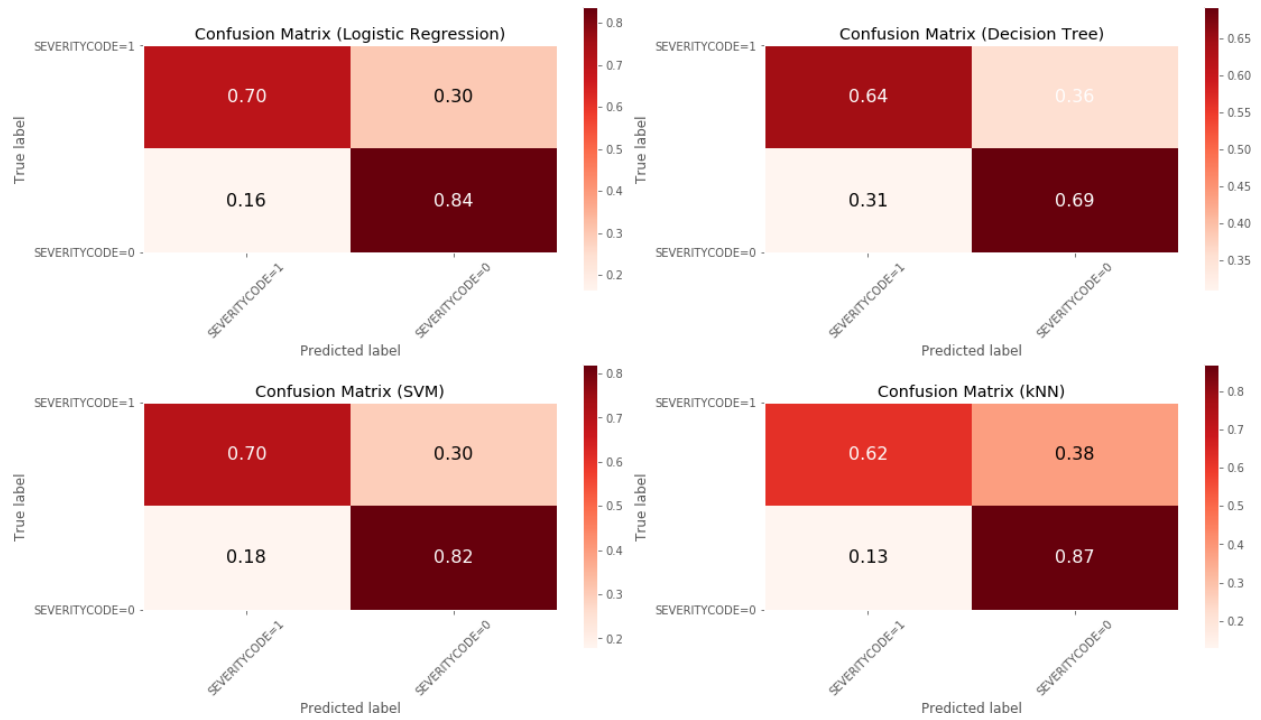 Confusion Matrix (Logistic Regression)
SEVERITYCODE=1
0.70
0.30
True label
0.16
0.84
SEVERITYCODE=0
SEVERITYCODE=1
SEVERITYCODE=0
Predicted label
0.8
0.7
0.6
0.5
0.4
0.3
0.2
Confusion Matrix (Decision Tree)
SEVERITYCODE=1
0.64
0.36
True label
0.31
0.69
SEVERITYCODE=0
SEVERITYCODE=1
SEVERITYCODE=0
Predicted label
0.65
0.60
0.55
0.50
0.45
0.40
0.35
Confusion Matrix (SVM)
SEVERITYCODE=1
0.70
0.30
True label
0.18
0.82
SEVERITYCODE=0
SEVERITYCODE=1
SEVERITYCODE=0
Predicted label
0.8
0.7
0.6
0.5
0.4
0.3
0.2
Confusion Matrix (kNN)
SEVERITYCODE=1
0.62
0.38
True label
0.13
0.87
SEVERITYCODE=0
SEVERITYCODE=1
SEVERITYCODE=0
Predicted label
0.8
0.7
0.6
0.5
0.4
0.3
0.2